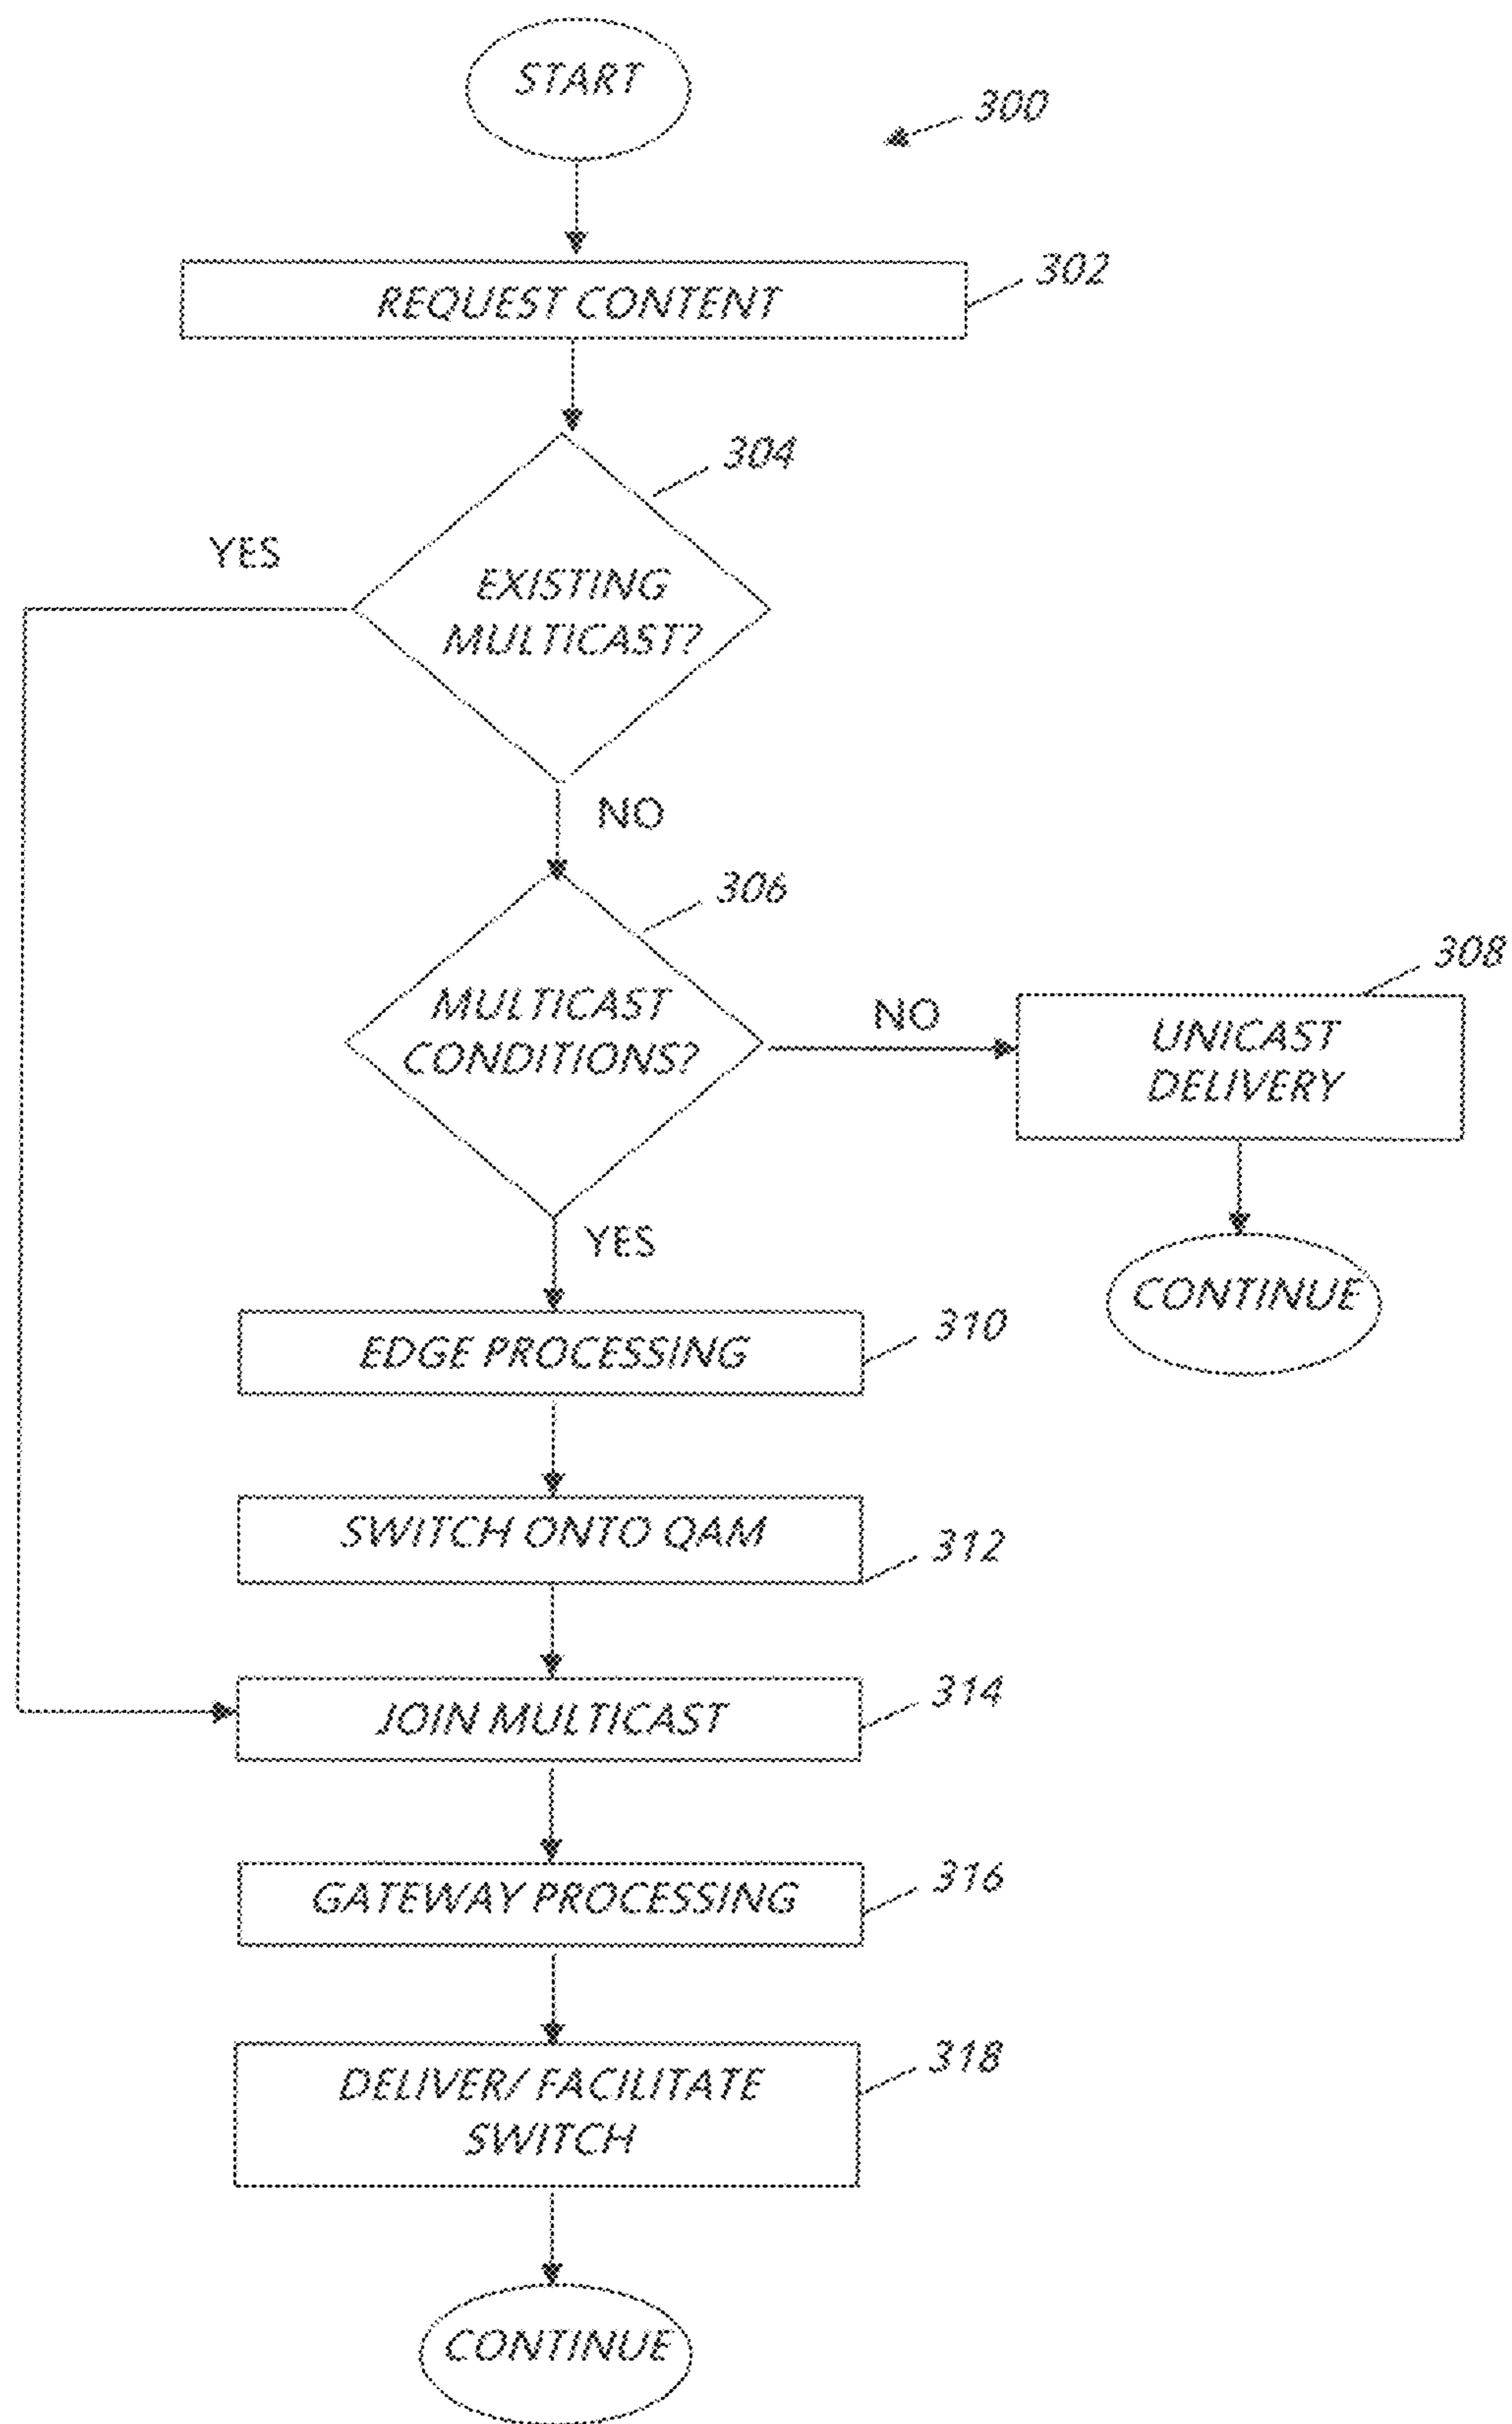 START
300
REQUEST CONTENT
302
304
YES
EXISTING
MULTICAST?
NO
306
MULTICAST
CONDITIONS?
NO
308
UNICAST
DELIVERY
YES
CONTINUE
EDGE PROCESSING
310
SWITCH ONTO QAM
312
JOIN MULTICAST
314
GATEWAY PROCESSING
316
DELIVER/ FACILITATE
SWITCH
318
CONTINUE